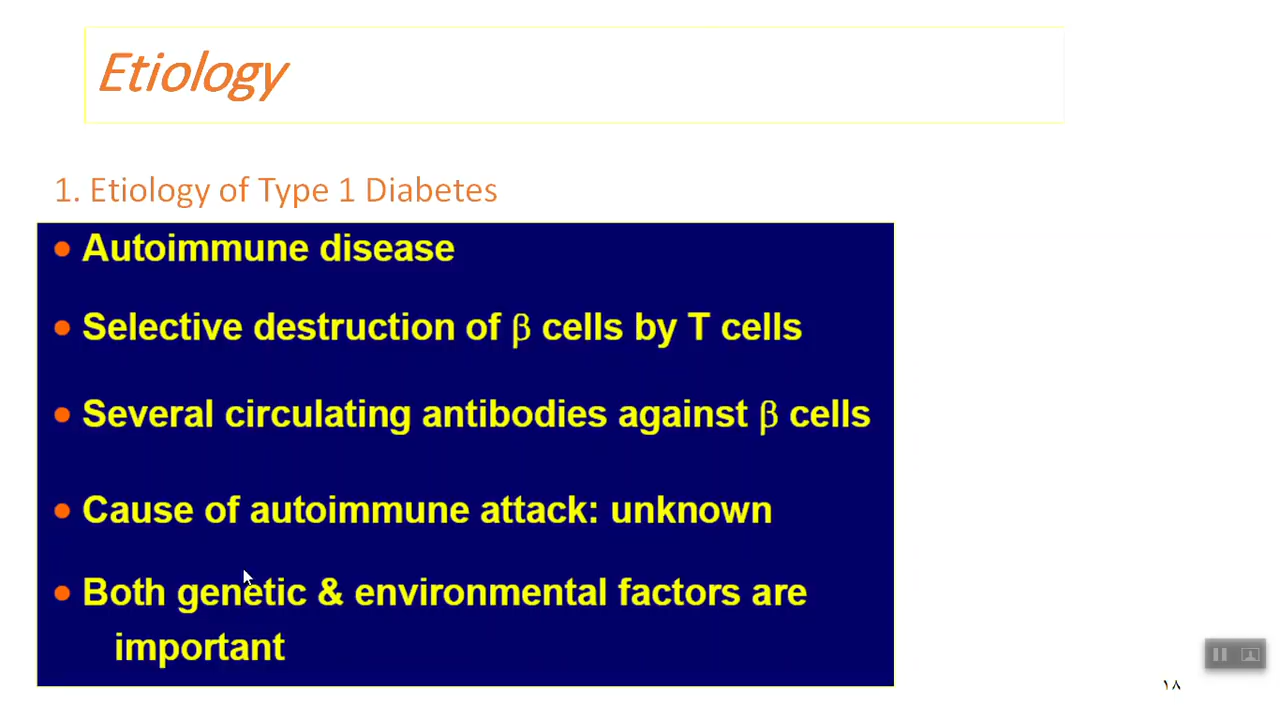 Etiology
1. Etiology of Type 1 Diabetes
• Autoimmune disease
• Selective destruction of β cells by T cells
• Several circulating antibodies against β cells
• Cause of autoimmune attack: unknown
• Both genetic & environmental factors are
important
١٨